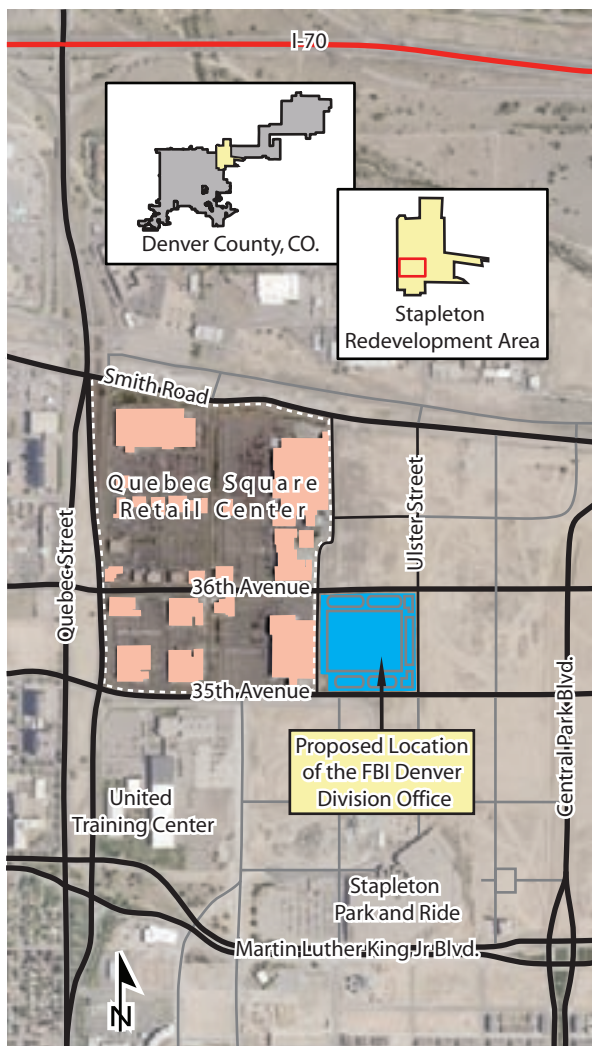 I-70
Denver County, CO.
Stapleton
Redevelopment Area
Smith Road
Quebec Square
Retail Center
Ulster Street
Quebec Street
36th Avenue
35th Avenue
Proposed Location
of the FBI Denver
Division Office
Central Park Blvd.
United
Training Center
Stapleton
Park and Ride
Martin Luther King Jr.Blvd.
N